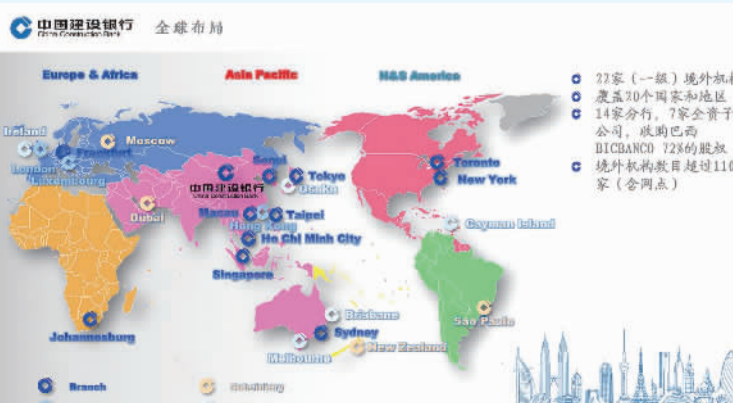 中国建设银行
China Construction Bank
全球布局
Europe & Africa
Asia Pacific
N&S America
22家（一级）境外机构
覆盖20个国家和地区
14家分行，7家全资子
公司，收购巴西
BICBANCO 72%的股权
境外机构数目超过110
家（含网点）
Ireland
London
Frankfurt
Luxembourg
Moscow
Dubai
Johannesburg
中国建设银行
China Construction Bank
Seoul
Tokyo
Osaka
Macau
Taipei
Hong Kong
Ho Chi Minh City
Singapore
Brisbane
Sydney
Melbourne
New Zealand
Toronto
New York
Cayman Island
Sao Paulo
Branch
Subsidiary